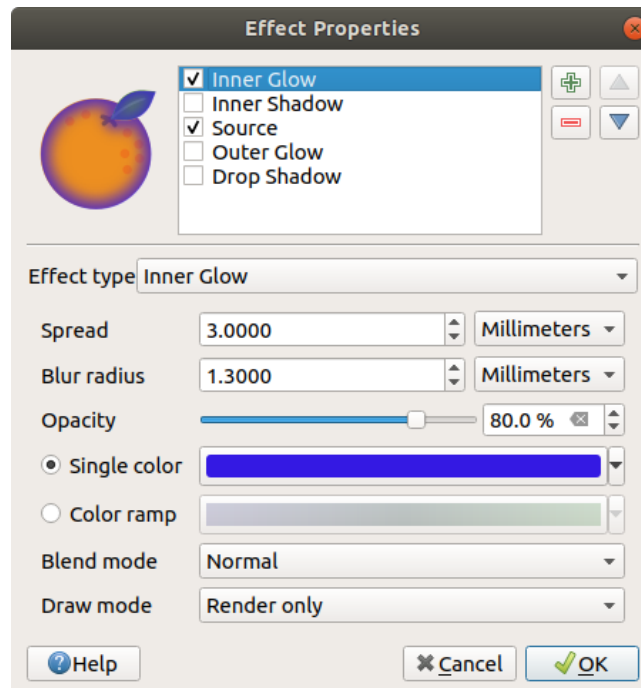 Effect Properties
Inner Glow
Inner Shadow
Source
Outer Glow
Drop Shadow
Effect type Inner Glow
Spread 3.0000 Millimeters
Blur radius 1.3000 Millimeters
Opacity 80.0 %
Single color
Color ramp
Blend mode Normal
Draw mode Render only
Help Cancel OK